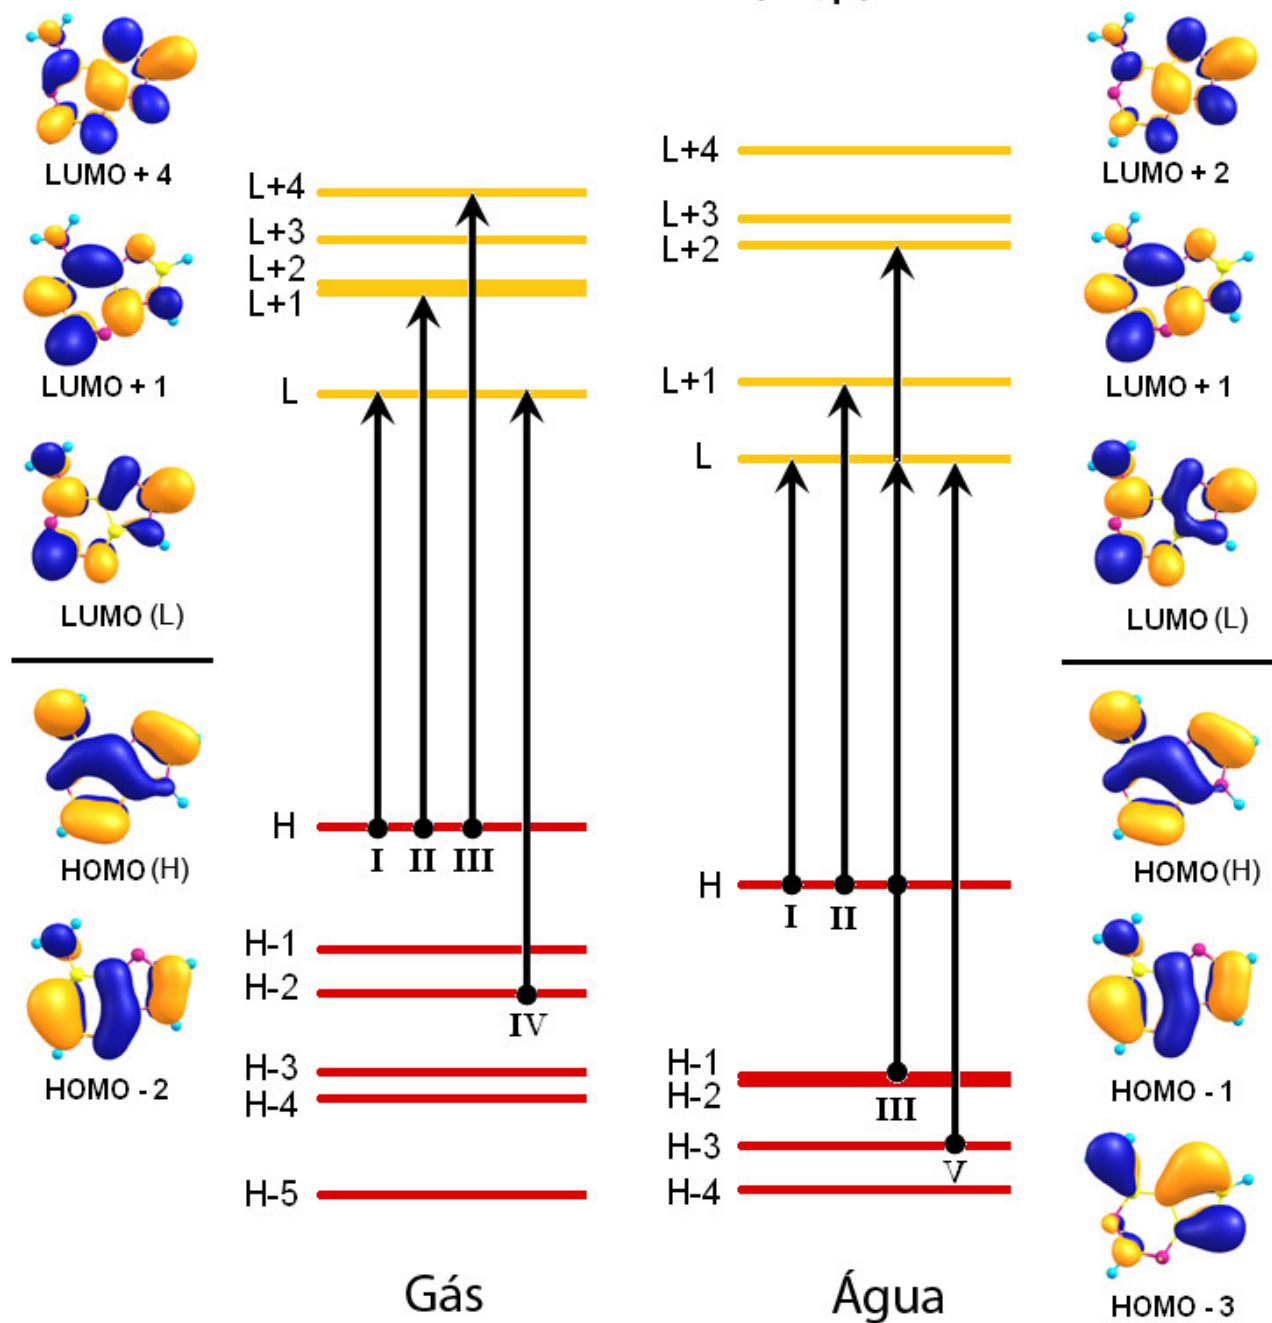 LUMO + 4
LUMO + 1
LUMO (L)
HOMO (H)
HOMO - 2
L+4
L+3
L+2
L+1
L
H
I II III
H-1
H-2
IV
H-3
H-4
H-5
Gás
L+4
L+3
L+2
L+1
L
H
I II
H-1
H-2
III
H-3
V
H-4
Água
LUMO + 2
LUMO + 1
LUMO (L)
HOMO (H)
HOMO - 1
HOMO - 3